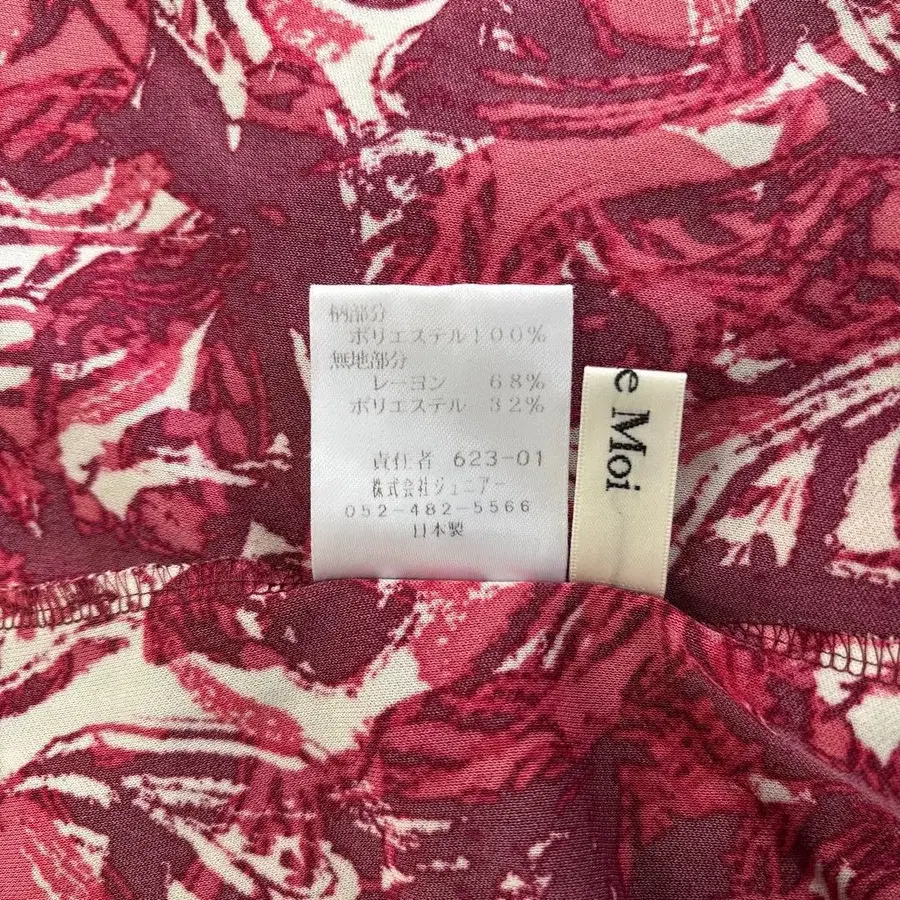 柄部分
ポリエステル100%
無地部分
レーヨン 68%
ポリエステル 32%
責任者 623-01
株式会社ジュニアー
052-482-5566
日本製
e Moi